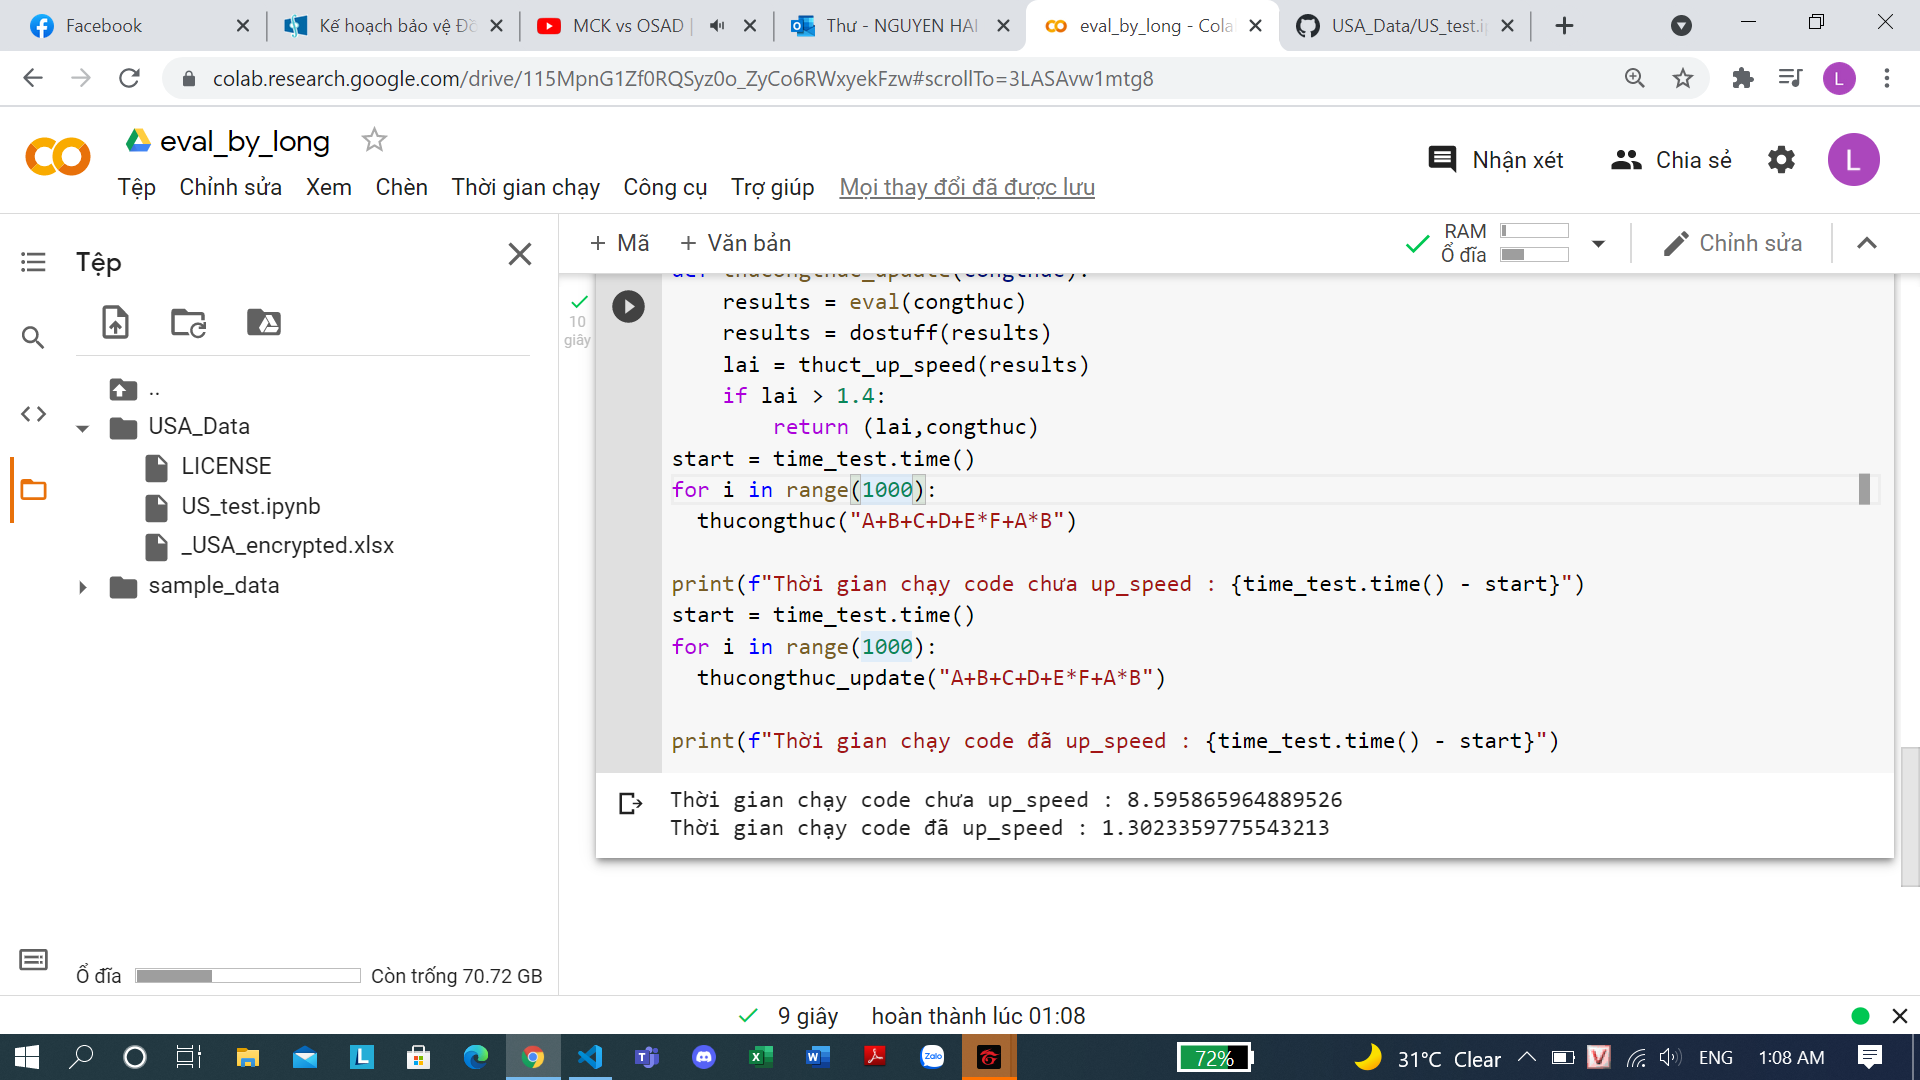 Facebook
Kế hoạch bảo vệ Đồ
MCK vs OSAD |
Thư - NGUYEN HAI
eval_by_long - Cola
USA_Data/US_test.i
colab.research.google.com/drive/115MpnG1Zf0RQSyz0o_ZyCo6RWxyekFzw#scrollTo=3LASAvw1mtg8
L
eval_by_long
Nhận xét
Chia sẻ
L
Tệp Chỉnh sửa Xem Chèn Thời gian chạy Công cụ Trợ giúp Mọi thay đổi đã được lưu
Tệp
+ Mã + Văn bản
RAM
Ổ đĩa
Chỉnh sửa
..
USA_Data
LICENSE
US_test.ipynb
_USA_encrypted.xlsx
sample_data
Ổ đĩa
Còn trống 70.72 GB
10
giây
def thucongthuc_update(congthuc):
results = eval(congthuc)
results = dostuff(results)
lai = thuct_up_speed(results)
if lai > 1.4:
return (lai,congthuc)
start = time_test.time()
for i in range(1000):
thucongthuc("A+B+C+D+E*F+A*B")
print(f"Thời gian chạy code chưa up_speed : {time_test.time() - start}")
start = time_test.time()
for i in range(1000):
thucongthuc_update("A+B+C+D+E*F+A*B")
print(f"Thời gian chạy code đã up_speed : {time_test.time() - start}")
Thời gian chạy code chưa up_speed : 8.595865964889526
Thời gian chạy code đã up_speed : 1.3023359775543213
9 giây hoàn thành lúc 01:08
L
Zalo
72%
31°C Clear
V
ENG
1:08 AM